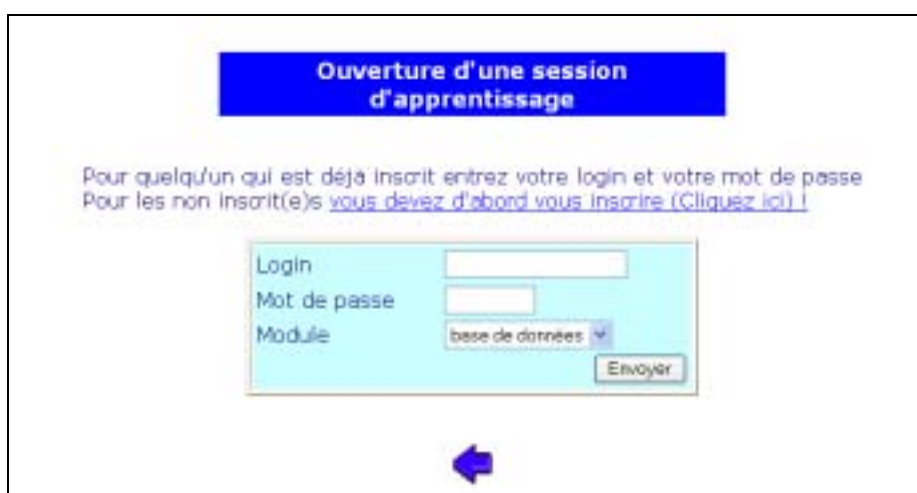 Ouverture d'une session
d'apprentissage
Pour quelqu'un qui est déjà inscrit entrez votre login et votre mot de passe
Pour les non inscrit(e)s vous devez d'abord vous inscrire (Cliquez ici) !
Login
Mot de passe
Module base de données
Envoyer